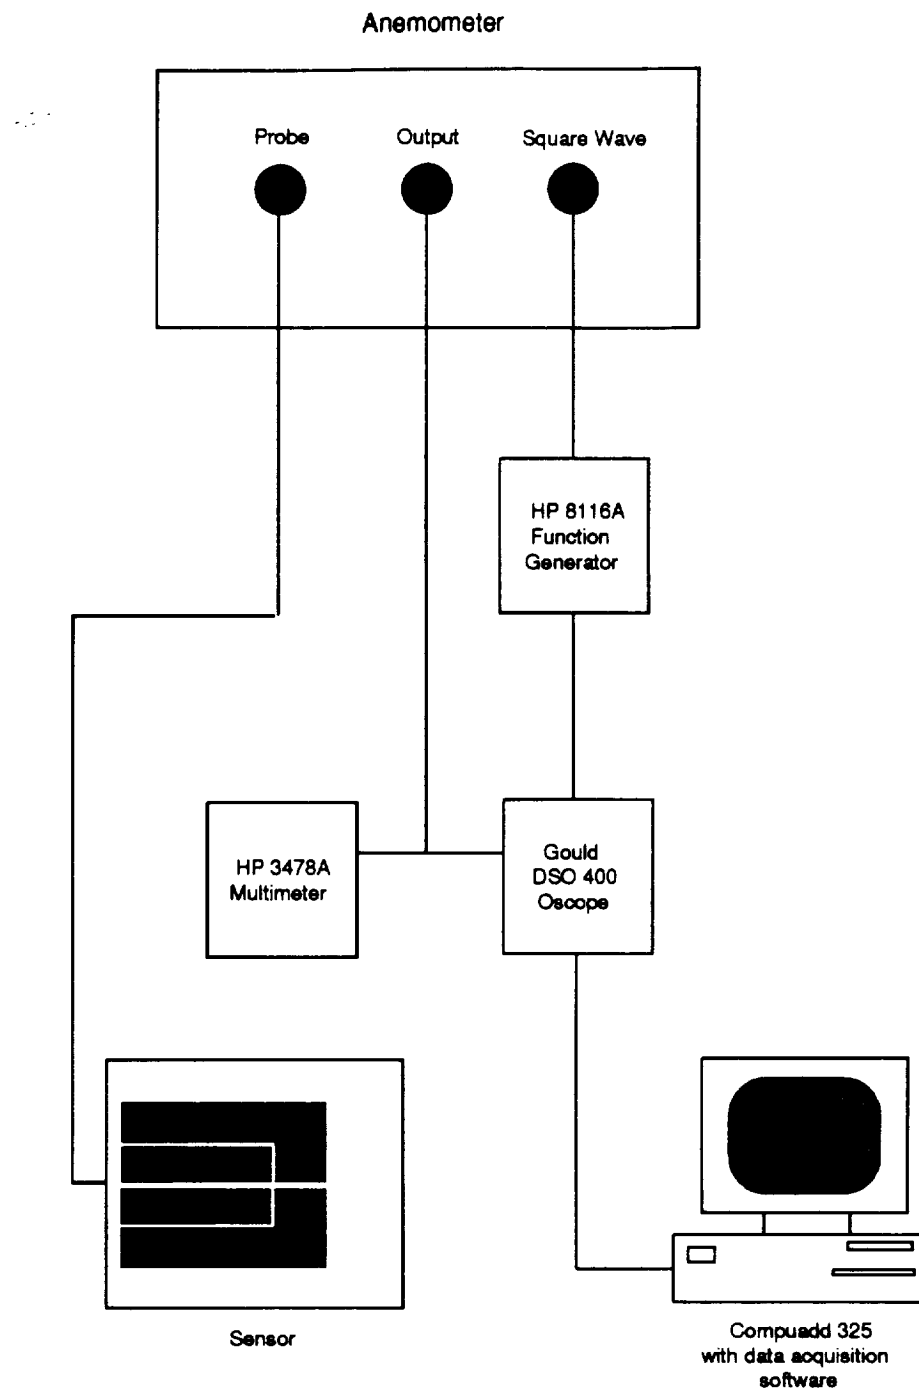 Anemometer
Probe
Output
Square Wave
HP 8116A
Function
Generator
HP 3478A
Multimeter
Gould
DSO 400
Oscope
Sensor
Compuadd 325
with data acquisition
software